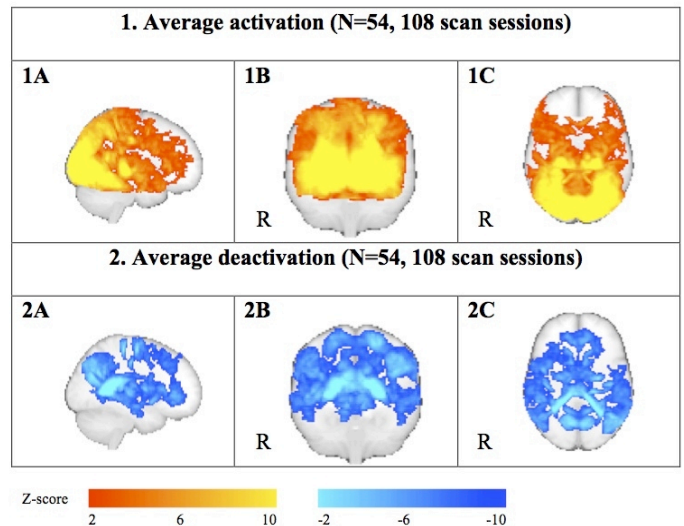 1. Average activation (N=54, 108 scan sessions)
1A 1B 1C
R R
2. Average deactivation (N=54, 108 scan sessions)
2A 2B 2C
R R
Z-score
2 6 10 -2 -6 -10